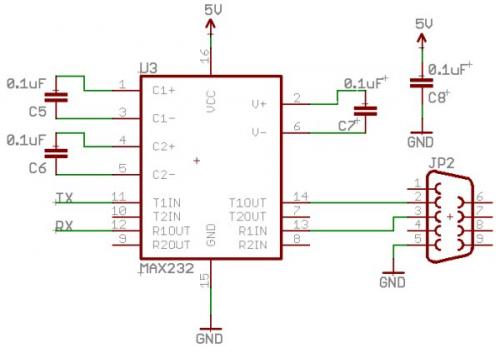 5V
5V
16
U3
0.1uF
1
C1+
VCC
V+
2
0.1uF+
0.1uF+
C5
3
C1-
C7
C8+
0.1uF
4
C2+
V-
6
C6
5
C2-
GND
JP2
TX
11
T1IN
T1OUT
14
1
10
T2IN
T2OUT
7
2
6
RX
12
R1OUT
R1IN
13
3
7
9
R2OUT
GND
R2IN
8
4
8
5
9
MAX232
15
GND
GND